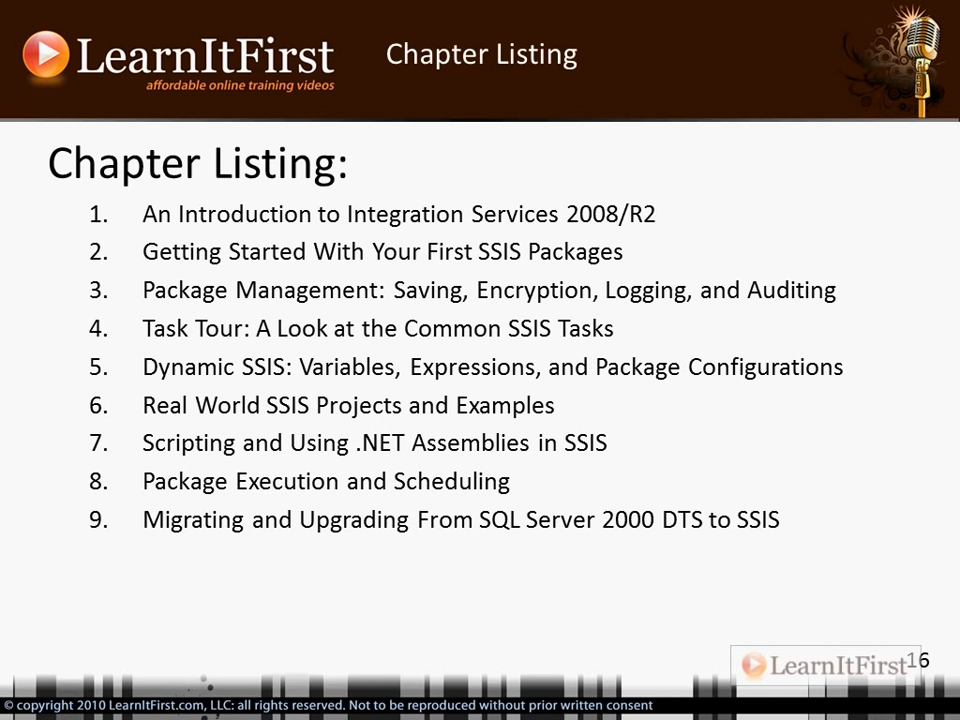 LearnItFirst
affordable online training videos
Chapter Listing
Chapter Listing:
1. An Introduction to Integration Services 2008/R2
2. Getting Started With Your First SSIS Packages
3. Package Management: Saving, Encryption, Logging, and Auditing
4. Task Tour: A Look at the Common SSIS Tasks
5. Dynamic SSIS: Variables, Expressions, and Package Configurations
6. Real World SSIS Projects and Examples
7. Scripting and Using .NET Assemblies in SSIS
8. Package Execution and Scheduling
9. Migrating and Upgrading From SQL Server 2000 DTS to SSIS
LearnItFirst
16
© copyright 2010 LearnItFirst.com, LLC: all rights reserved. Not to be reproduced without prior written consent